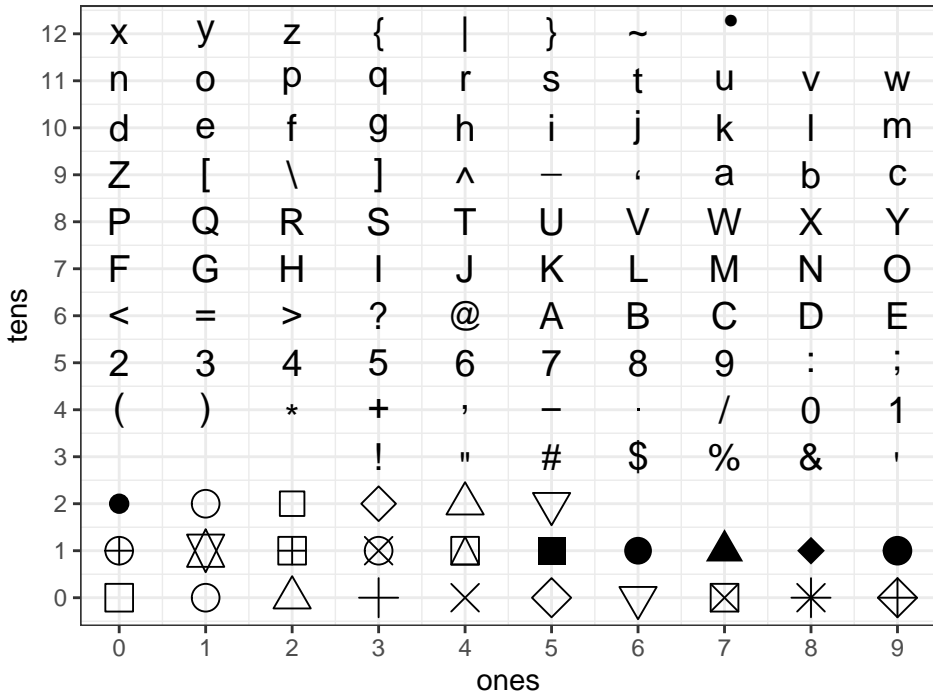 12 x y z { | } ~
11 n o p q r s t u v w
10 d e f g h i j k l m
9 Z [ \ ] ^ _ ‘ a b c
8 P Q R S T U V W X Y
7 F G H I J K L M N O
6 < = > ? @ A B C D E
5 2 3 4 5 6 7 8 9 : ;
4 ( ) * + , − . / 0 1
3 ! " # $ % & '
2
1
0
0 1 2 3 4 5 6 7 8 9
tens
ones